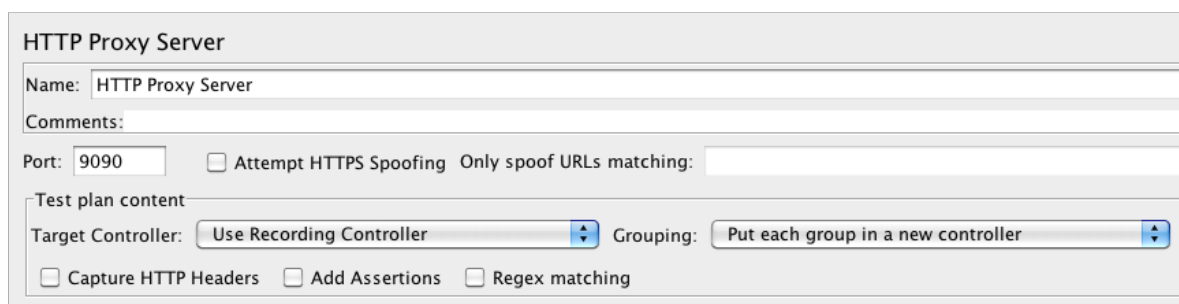 HTTP Proxy Server
Name: HTTP Proxy Server
Comments:
Port: 9090 Attempt HTTPS Spoofing Only spoof URLs matching:
Test plan content
Target Controller: Use Recording Controller Grouping: Put each group in a new controller
Capture HTTP Headers Add Assertions Regex matching